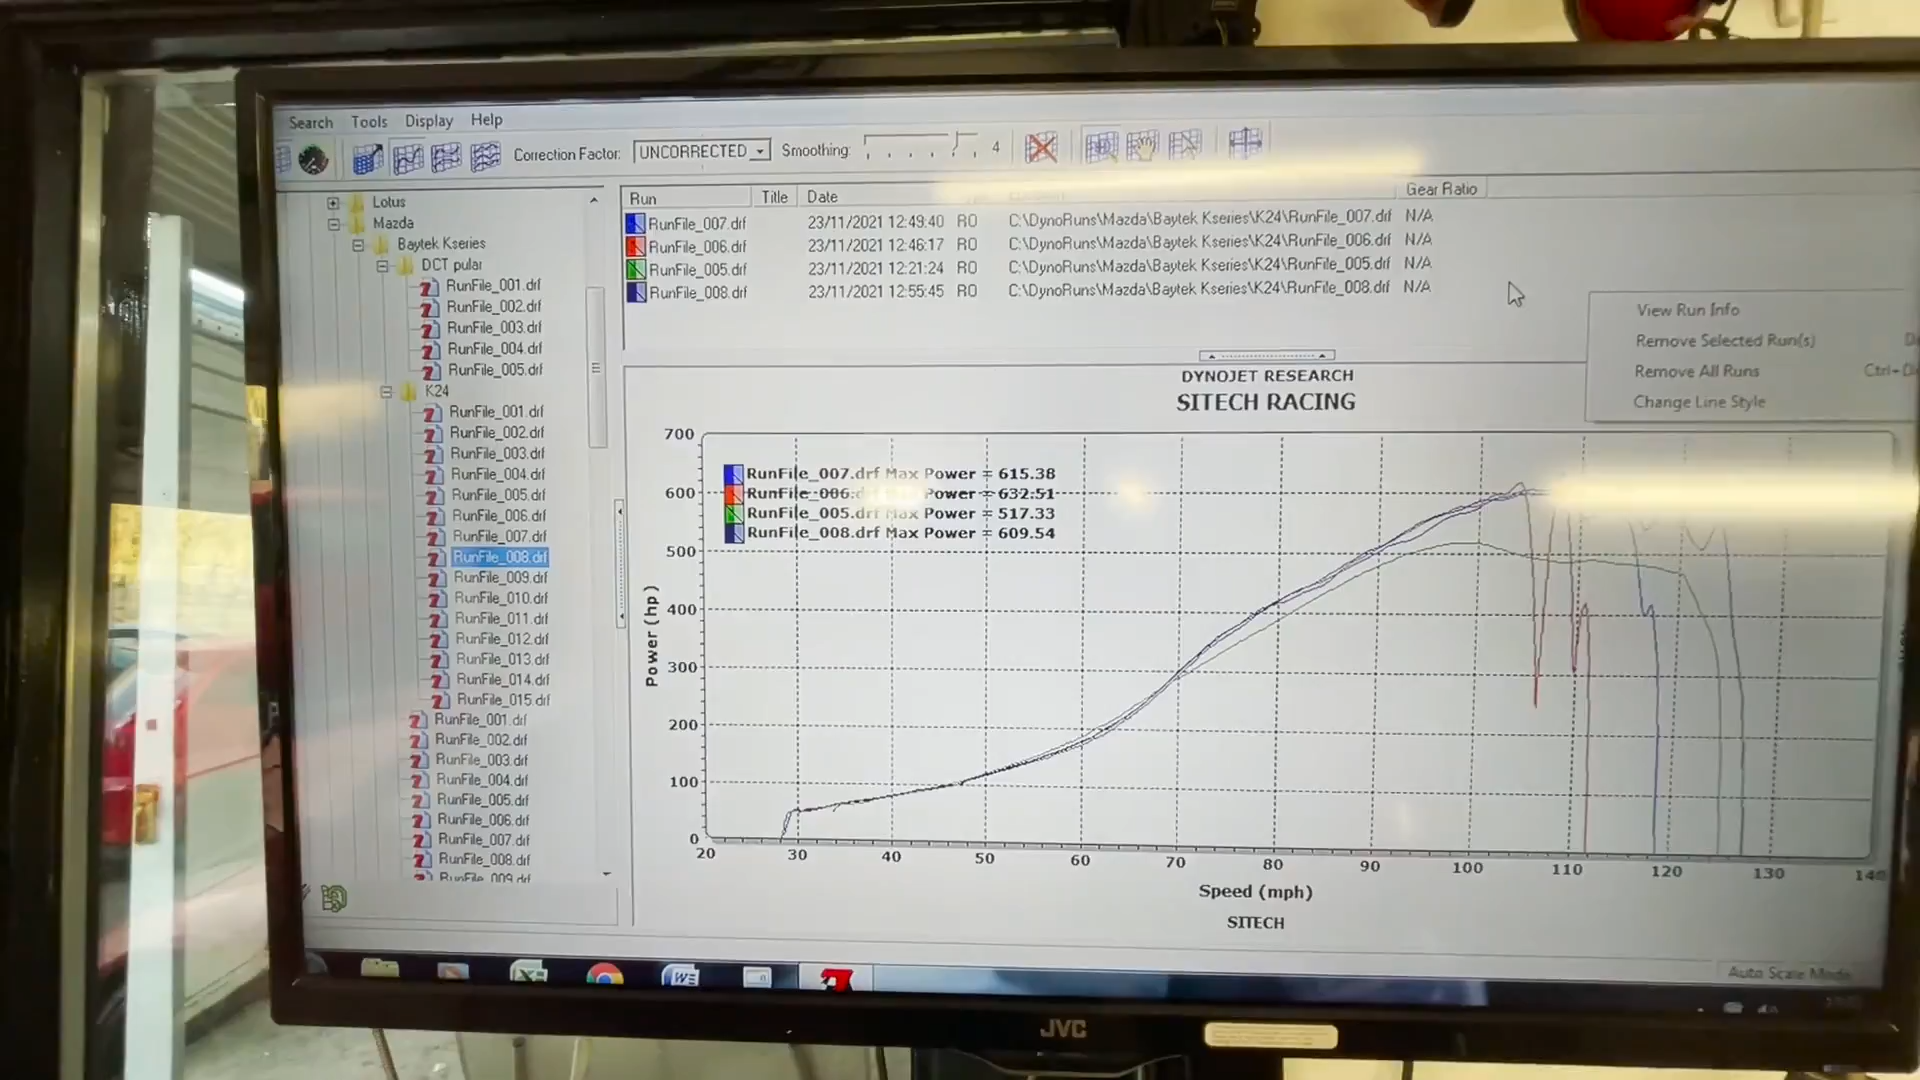 Search Tools Display Help
Correction Factor: UNCORRECTED Smoothing: 4
Lotus
Mazda
Baytek Kseries
DCT pular
RunFile_001.drf
RunFile_002.drf
RunFile_003.drf
RunFile_004.drf
RunFile_005.drf
K24
RunFile_001.drf
RunFile_002.drf
RunFile_003.drf
RunFile_004.drf
RunFile_005.drf
RunFile_006.drf
RunFile_007.drf
RunFile_008.drf
RunFile_009.drf
RunFile_010.drf
RunFile_011.drf
RunFile_012.drf
RunFile_013.drf
RunFile_014.drf
RunFile_015.drf
RunFile_001.drf
RunFile_002.drf
RunFile_003.drf
RunFile_004.drf
RunFile_005.drf
RunFile_006.drf
RunFile_007.drf
RunFile_008.drf
RunFile_009.drf
Run Title Date Gear Ratio
RunFile_007.drf 23/11/2021 12:49:40 RO C:\DynoRuns\Mazda\Baytek Kseries\K24\RunFile_007.drf N/A
RunFile_006.drf 23/11/2021 12:46:17 RO C:\DynoRuns\Mazda\Baytek Kseries\K24\RunFile_006.drf N/A
RunFile_005.drf 23/11/2021 12:21:24 RO C:\DynoRuns\Mazda\Baytek Kseries\K24\RunFile_005.drf N/A
RunFile_008.drf 23/11/2021 12:55:45 RO C:\DynoRuns\Mazda\Baytek Kseries\K24\RunFile_008.drf N/A
View Run Info
Remove Selected Run(s)
Remove All Runs Ctrl+D
Change Line Style
DYNOJET RESEARCH
SITECH RACING
RunFile_007.drf Max Power = 615.38
RunFile_006.d Power = 632.51
RunFile_005.drf Max Power = 517.33
RunFile_008.drf Max Power = 609.54
Power (hp)
700
600
500
400
300
200
100
0
20 30 40 50 60 70 80 90 100 110 120 130 140
Speed (mph)
SITECH
Auto Scale Mode
JVC